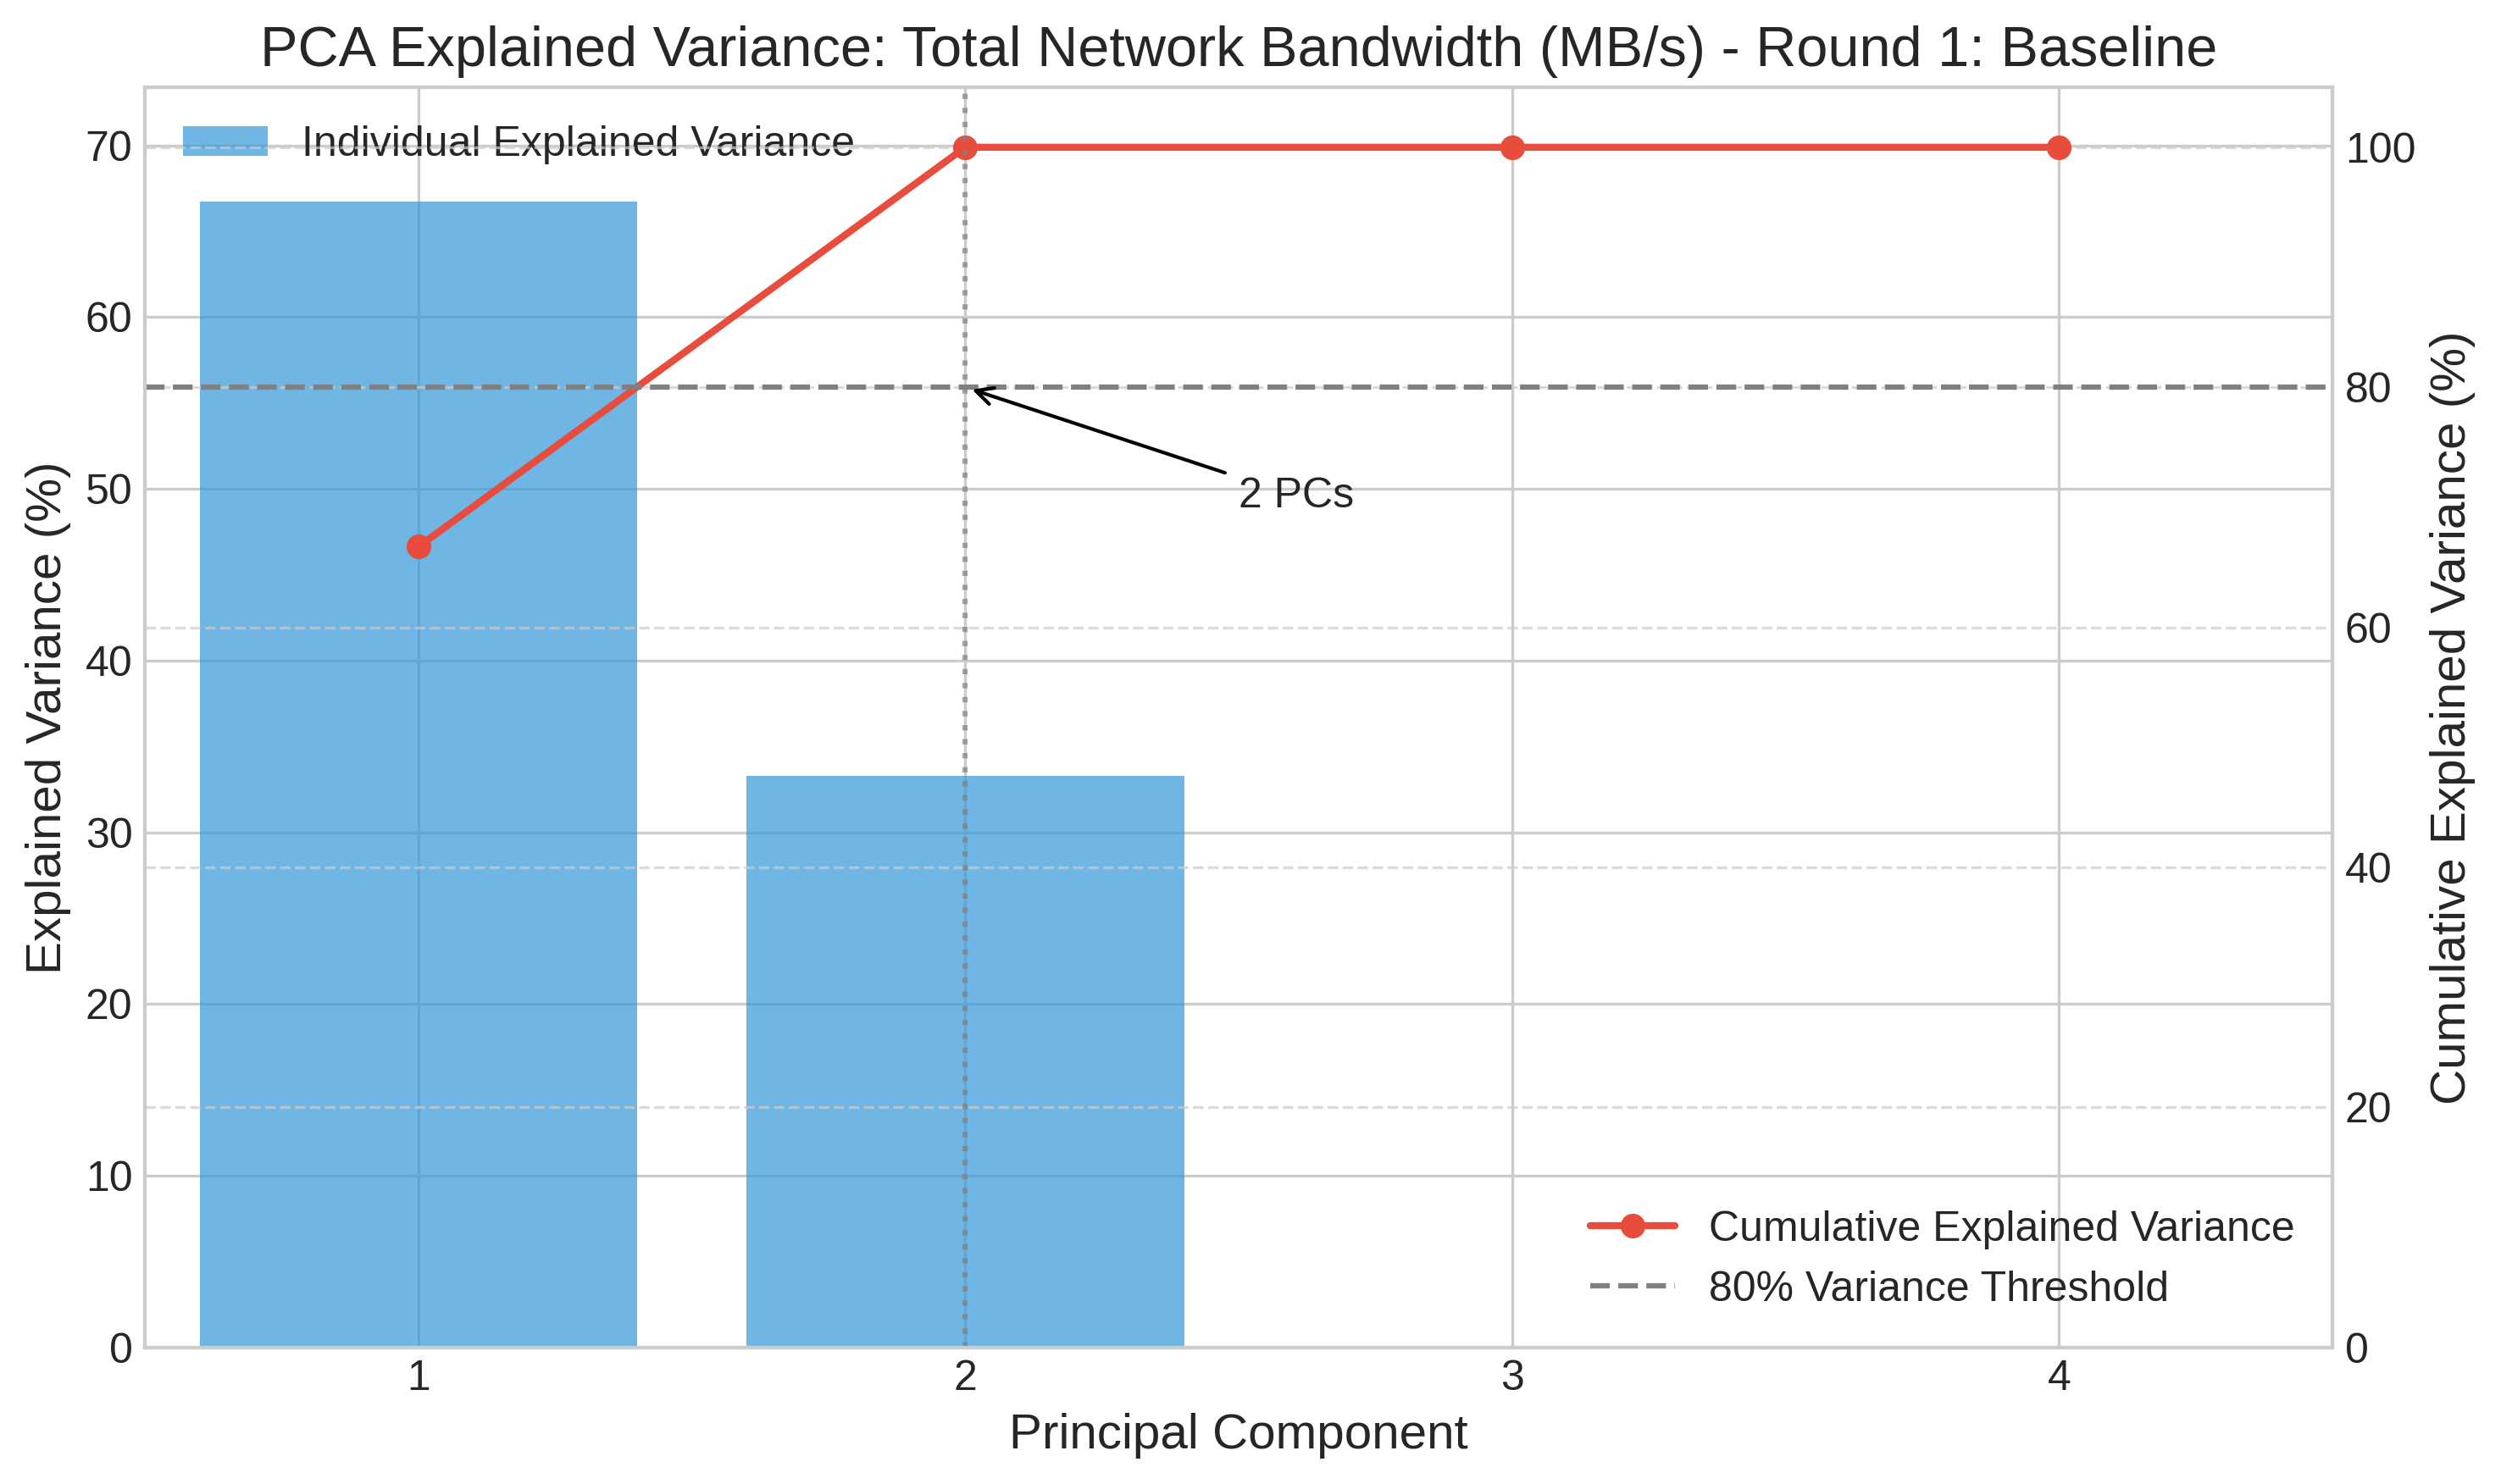 PCA Explained Variance: Total Network Bandwidth (MB/s) - Round 1: Baseline
Individual Explained Variance
70
60
50
40
30
20
10
0
Explained Variance (%)
2 PCs
100
80
60
40
20
0
Cumulative Explained Variance (%)
Cumulative Explained Variance
80% Variance Threshold
1 2 3 4
Principal Component